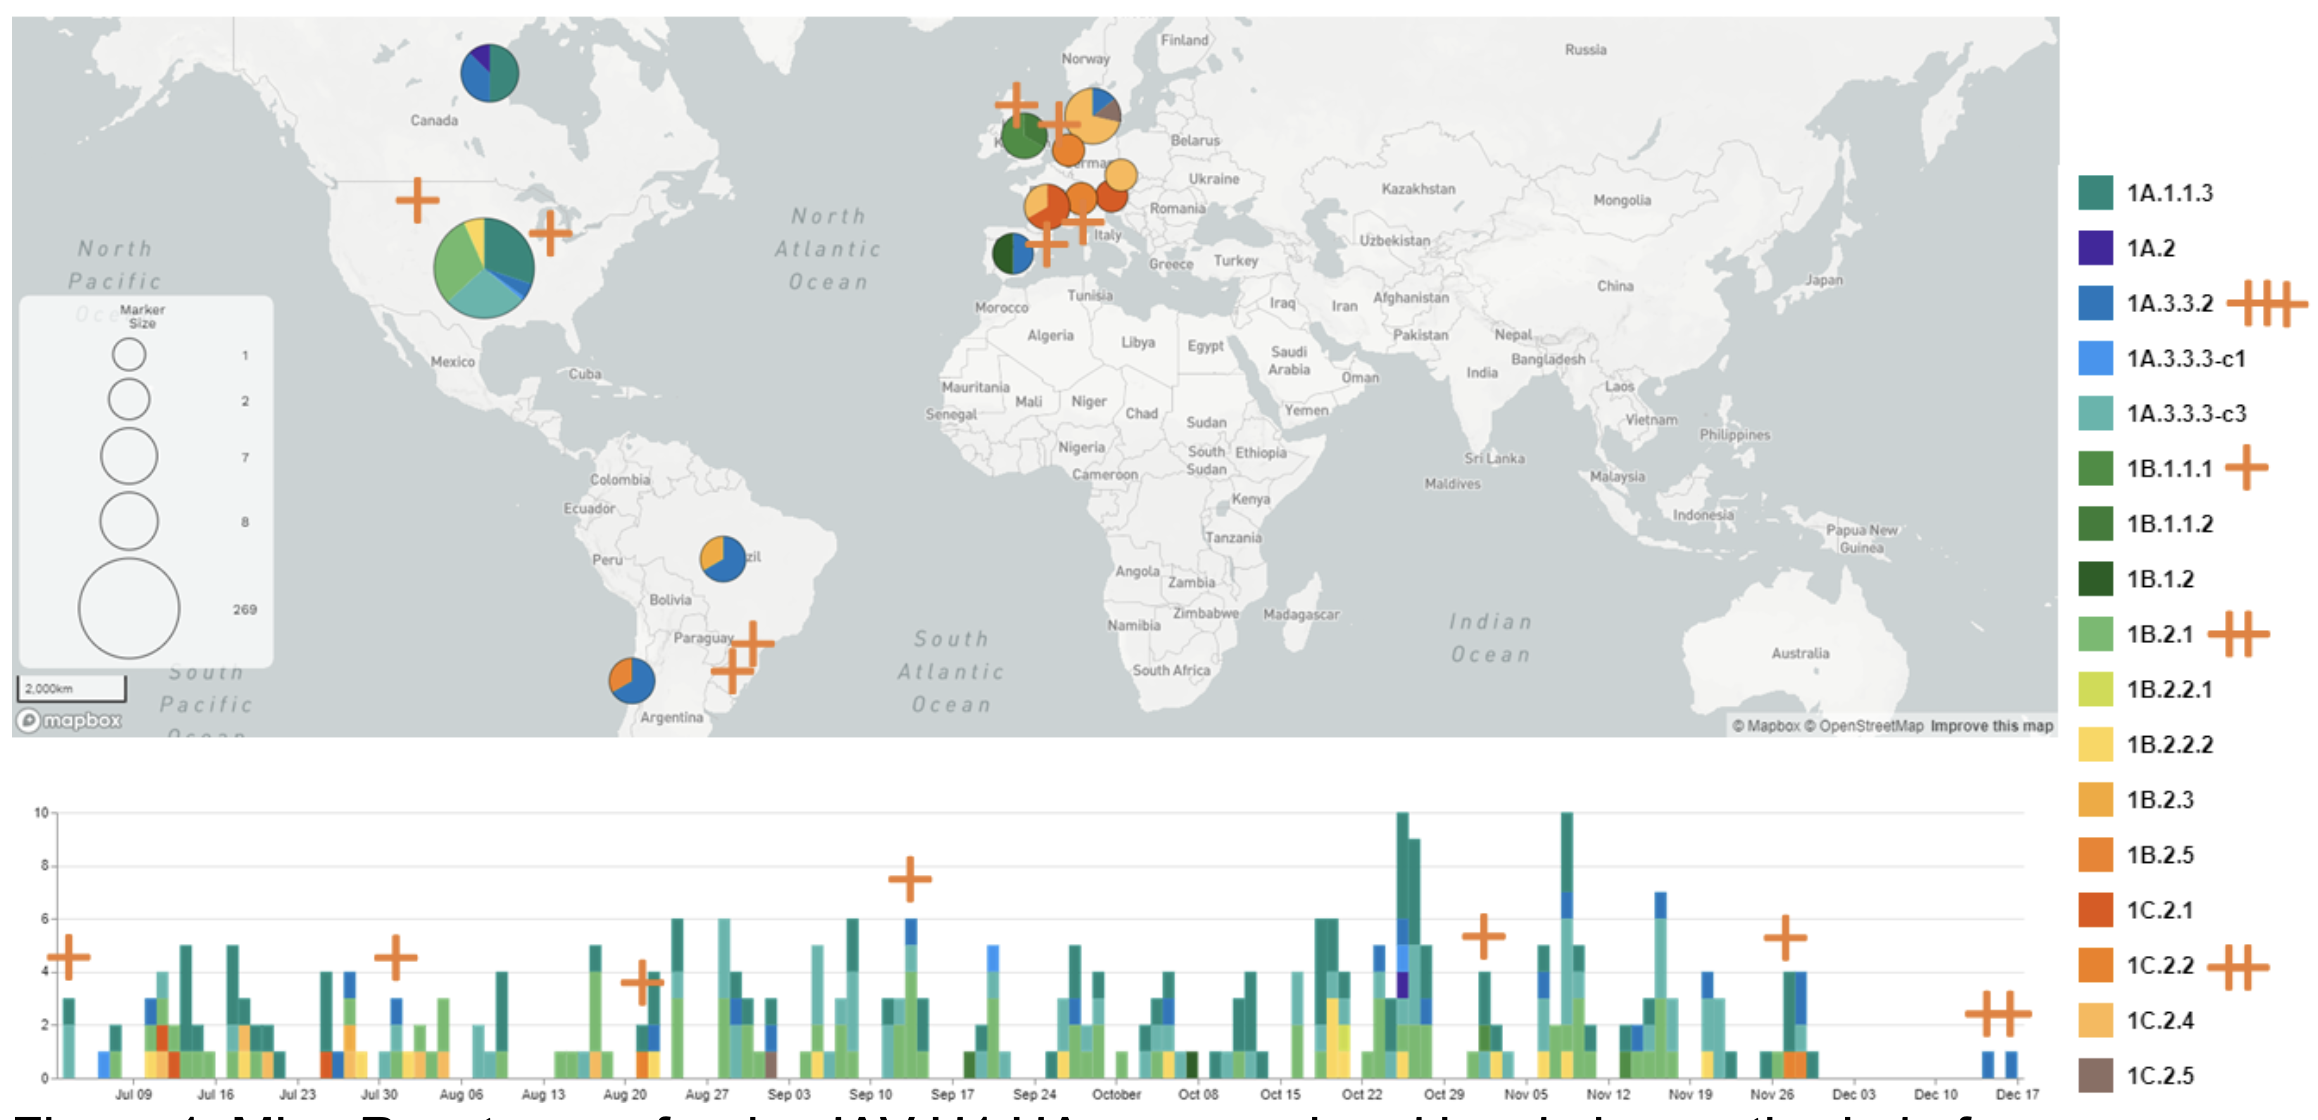 Finland
Norway
Russia
Canada
Belarus
Ukraine
Kazakhstan
Mongolia
Romania
Italy
Uzbekistan
Greece
Turkey
North
Atlantic
Ocean
North
Pacific
China
Japan
Morocco
Tunisia
Iraq
Iran
Afghanistan
Algeria
Libya
Egypt
Pakistan
Nepal
Bangladesh
Saudi
Arabia
Oman
India
Laos
Mexico
Cuba
Mauritania
Mali
Niger
Chad
Sudan
Yemen
Vietnam
Philippines
Senegal
Nigeria
South
Sudan
Ethiopia
Cameroon
Sri Lanka
Maldives
Malaysia
Colombia
Ecuador
Kenya
Indonesia
Papua New
Guinea
Tanzania
Peru
Angola
Zambia
Bolivia
Zimbabwe
Madagascar
Namibia
Paraguay
South
Atlantic
Ocean
Indian
Ocean
South Africa
Australia
Argentina
South
Pacific
Ocean
Marker
Size
1
2
7
8
269
2,000km
mapbox
© Mapbox © OpenStreetMap Improve this map
1A.1.1.3
1A.2
1A.3.3.2
1A.3.3.3-c1
1A.3.3.3-c3
1B.1.1.1
1B.1.1.2
1B.1.2
1B.2.1
1B.2.2.1
1B.2.2.2
1B.2.3
1B.2.5
1C.2.1
1C.2.2
1C.2.4
1C.2.5
10
8
6
4
2
0
Jul 09 Jul 16 Jul 23 Jul 30 Aug 06 Aug 13 Aug 20 Aug 27 Sep 03 Sep 10 Sep 17 Sep 24 October Oct 08 Oct 15 Oct 22 Oct 29 Nov 05 Nov 12 Nov 19 Nov 26 Dec 03 Dec 10 Dec 17